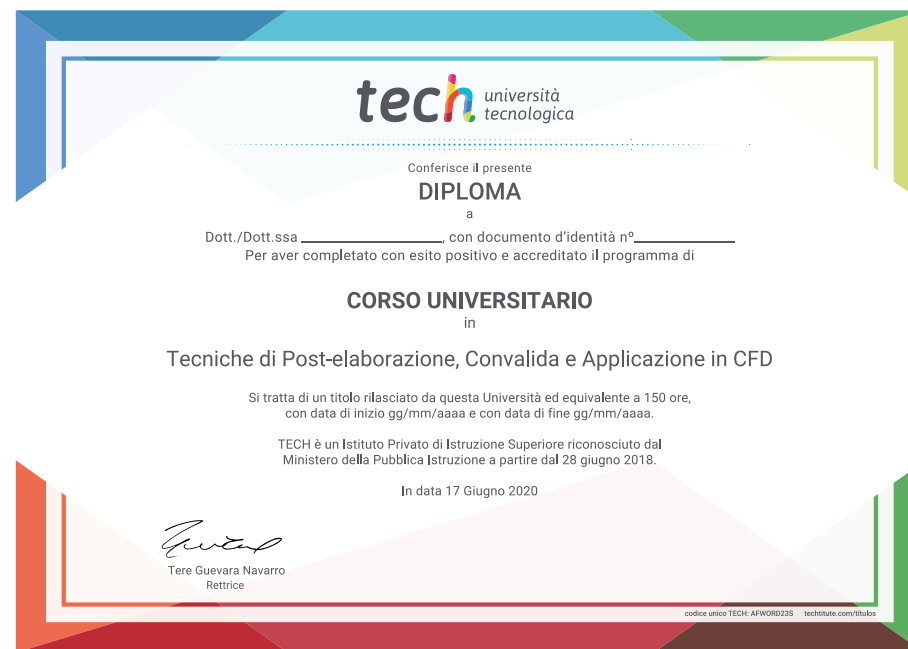 tech università
tecnologica
Conferisce il presente
DIPLOMA
a
Dott./Dott.ssa ____________________, con documento d'identità nº______________
Per aver completato con esito positivo e accreditato il programma di
CORSO UNIVERSITARIO
in
Tecniche di Post-elaborazione, Convalida e Applicazione in CFD
Si tratta di un titolo rilasciato da questa Università ed equivalente a 150 ore,
con data di inizio gg/mm/aaaa e con data di fine gg/mm/aaaa.
TECH è un Istituto Privato di Istruzione Superiore riconosciuto dal
Ministero della Pubblica Istruzione a partire dal 28 giugno 2018.
In data 17 Giugno 2020
Tere Guevara Navarro
Rettrice
codice unico TECH: AFWORD23S techtitute.com/titulos